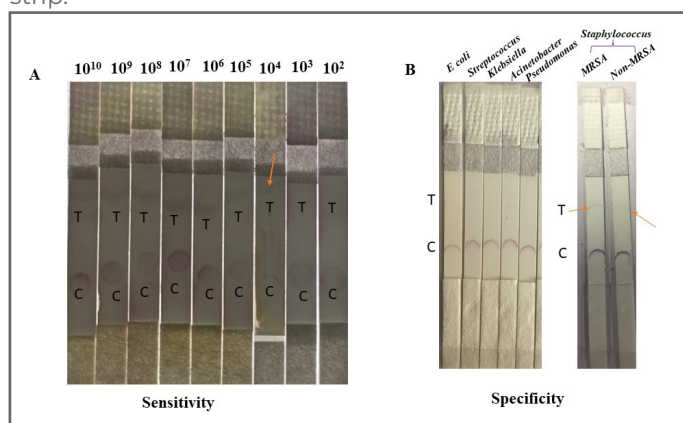 strip.
A
10¹⁰ 10⁹ 10⁸ 10⁷ 10⁶ 10⁵ 10⁴ 10³ 10²
T T T T T T T T T
C C C C C C C C C
Sensitivity
B
E coli Streptococcus Klebsiella Acinetobacter Pseudomonas
Staphylococcus
MRSA Non-MRSA
T
C
T
C
Specificity